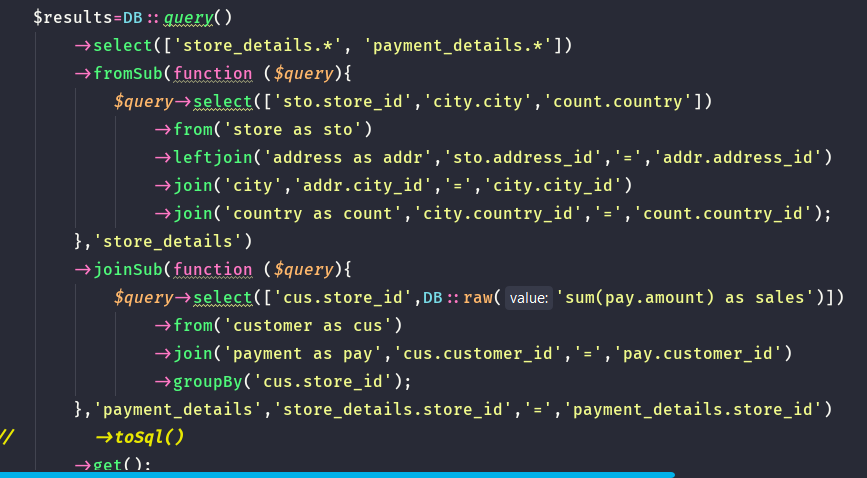 $results=DB::query()
->select(['store_details.*', 'payment_details.*'])
->fromSub(function ($query){
$query->select(['sto.store_id','city.city','count.country'])
->from('store as sto')
->leftjoin('address as addr','sto.address_id','=','addr.address_id')
->join('city','addr.city_id','=','city.city_id')
->join('country as count','city.country_id','=','count.country_id');
},'store_details')
->joinSub(function ($query){
$query->select(['cus.store_id',DB::raw( value: 'sum(pay.amount) as sales')])
->from('customer as cus')
->join('payment as pay','cus.customer_id','=','pay.customer_id')
->groupBy('cus.store_id');
},'payment_details','store_details.store_id','=','payment_details.store_id')
// ->toSql()
->get();